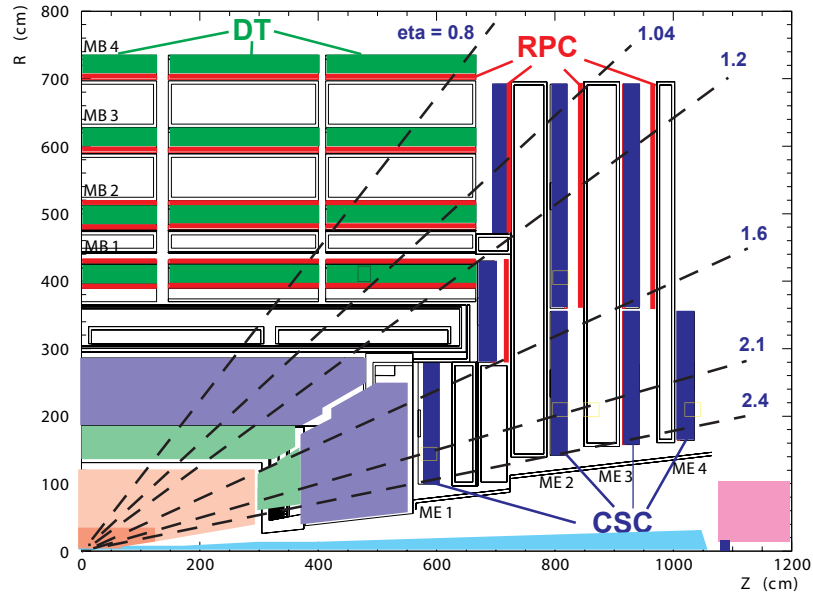 R (cm)
800
700
600
500
400
300
200
100
0
MB 4
MB 3
MB 2
MB 1
DT
eta = 0.8
1.04
RPC
1.2
1.6
2.1
2.4
ME 1
ME 2
ME 3
ME 4
CSC
0
200
400
600
800
1000
1200
Z (cm)